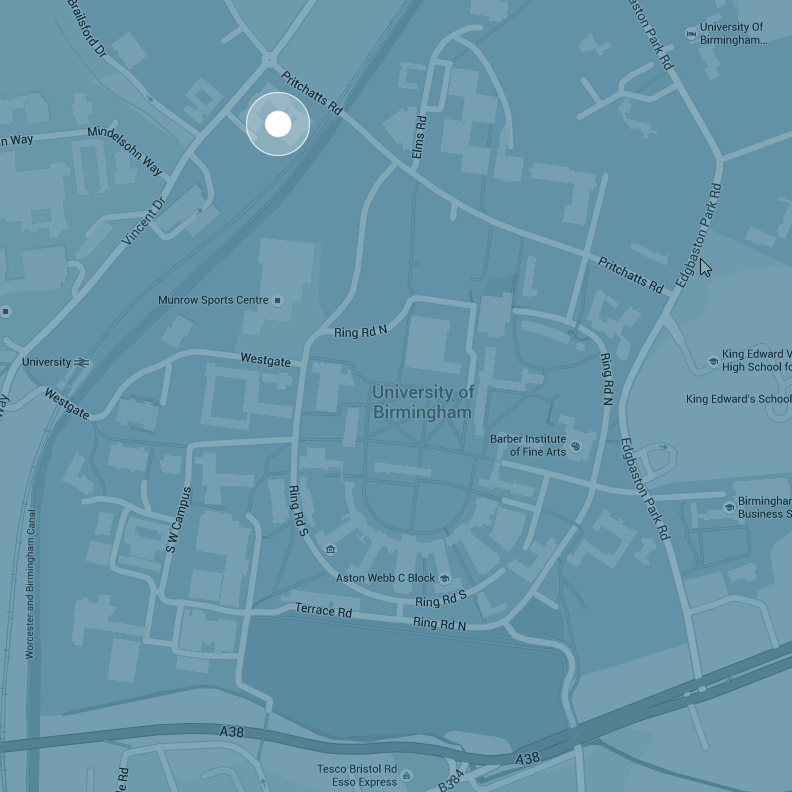 Brailsford Dr
Edgbaston Park Rd
University Of
Birmingham...
Pritchatts Rd
Elms Rd
n Way
Mindelsohn Way
Vincent Dr
Edgbaston Park Rd
Pritchatts Rd
Munrow Sports Centre
Ring Rd N
University
Westgate
Ring Rd N
King Edward V
High School fo
Westgate
University of
Birmingham
King Edward's School
Way
Barber Institute
of Fine Arts
Edgbaston Park Rd
Ring Rd S
S W Campus
Birmingham
Business S
Worcester and Birmingham Canal
Aston Webb C Block
Ring Rd S
Terrace Rd
Ring Rd N
A38
A38
Tesco Bristol Rd
Esso Express
B384
le Rd